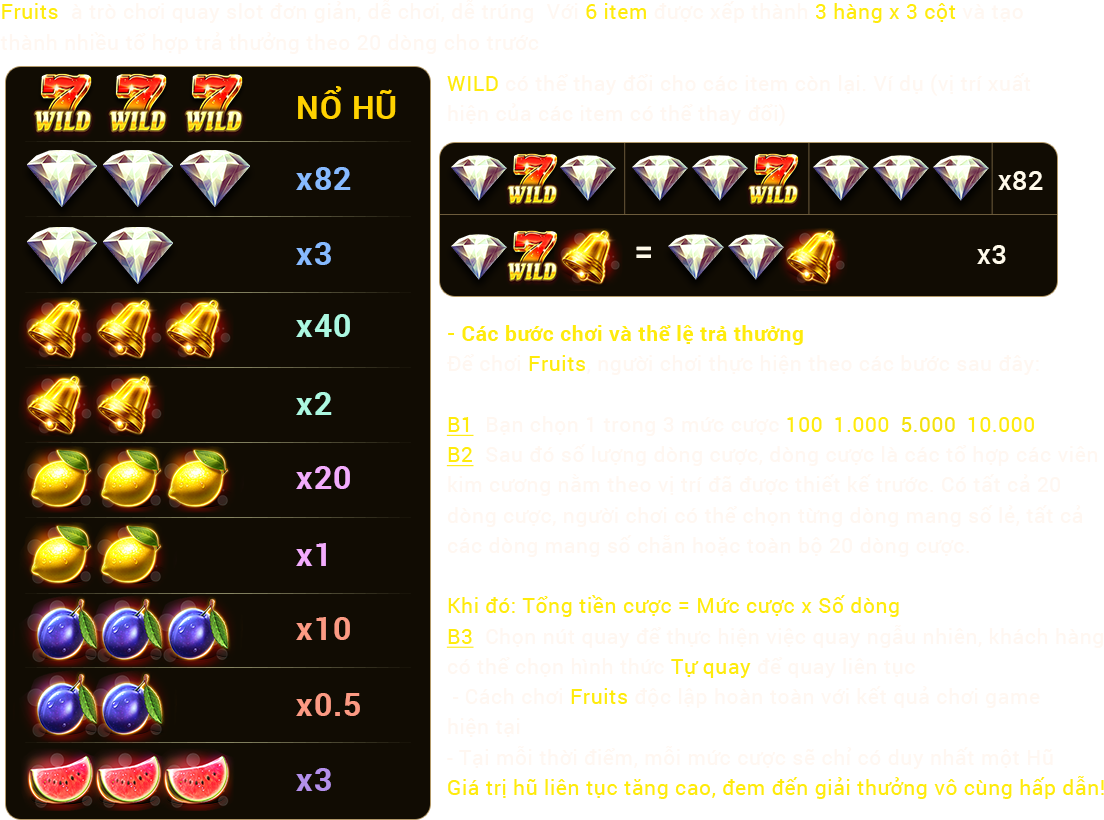 Fruits là trò chơi quay slot đơn giản, dễ chơi, dễ trúng. Với 6 item được xếp thành 3 hàng x 3 cột và tạo
thành nhiều tổ hợp trả thưởng theo 20 dòng cho trước
WILD WILD WILD NỔ HŨ
x82
x3
x40
x2
x20
x1
x10
x0.5
x3
WILD có thể thay đổi cho các item còn lại. Ví dụ (vị trí xuất
hiện của các item có thể thay đổi)
WILD WILD x82
WILD = x3
- Các bước chơi và thể lệ trả thưởng
Để chơi Fruits, người chơi thực hiện theo các bước sau đây:
B1 Bạn chọn 1 trong 3 mức cược 100 1.000 5.000 10.000
B2 Sau đó số lượng dòng cược, dòng cược là các tổ hợp các viên
kim cương nằm theo vị trí đã được thiết kế trước. Có tất cả 20
dòng cược, người chơi có thể chọn từng dòng mang số lẻ, tất cả
các dòng mang số chẵn hoặc toàn bộ 20 dòng cược
Khi đó: Tổng tiền cược = Mức cược x Số dòng
B3 Chọn nút quay để thực hiện việc quay ngẫu nhiên, khách hàng
có thể chọn hình thức Tự quay để quay liên tục
- Cách chơi Fruits độc lập hoàn toàn với kết quả chơi game
hiện tại
- Tại mỗi thời điểm, mỗi mức cược sẽ chỉ có duy nhất một Hũ
Giá trị hũ liên tục tăng cao, đem đến giải thưởng vô cùng hấp dẫn!